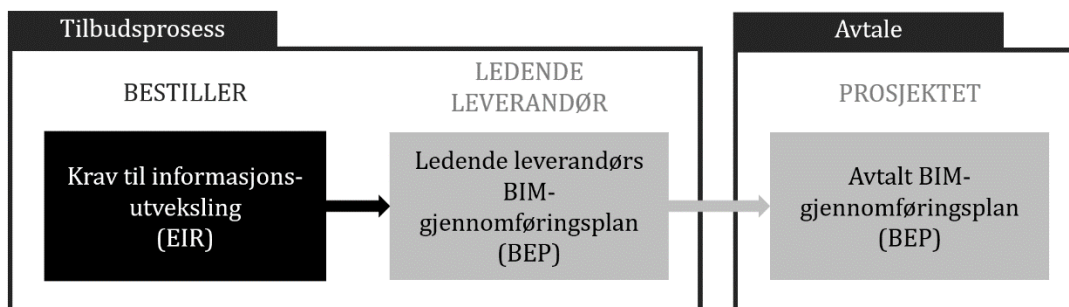 Tilbudsprosess
BESTILLER
Krav til informasjons-
utveksling
(EIR)
LEDENDE
LEVERANDØR
Ledende leverandørs
BIM-
gjennomføringsplan
(BEP)
Avtale
PROSJEKTET
Avtalt BIM-
gjennomføringsplan
(BEP)